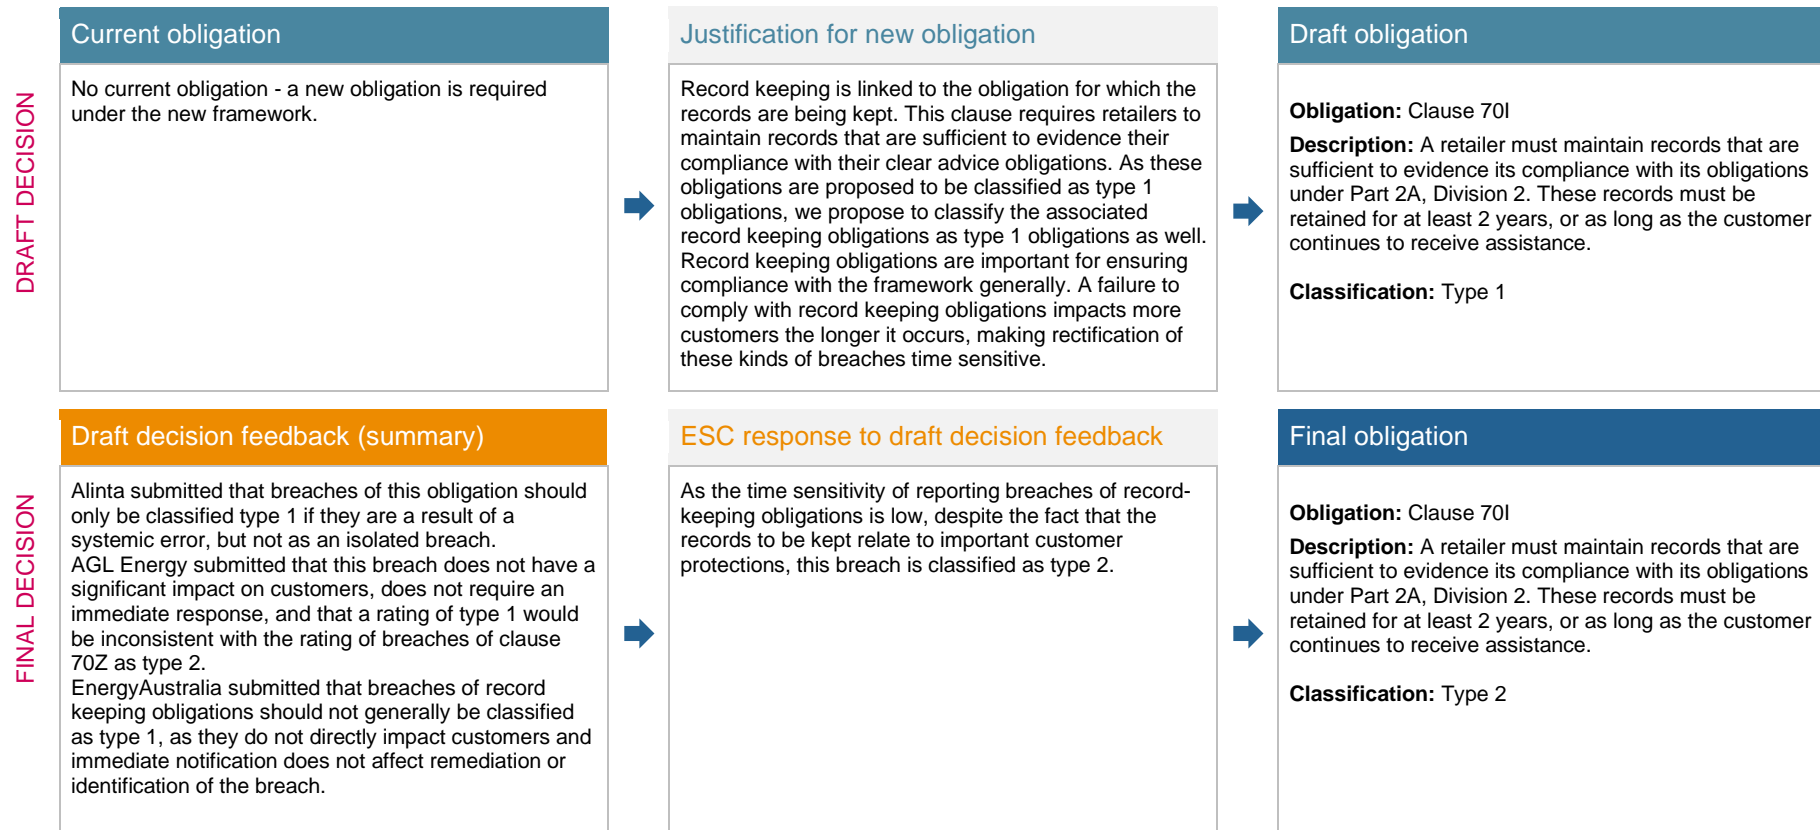 DRAFT DECISION
Current obligation
No current obligation - a new obligation is required
under the new framework.
Justification for new obligation
Record keeping is linked to the obligation for which the
records are being kept. This clause requires retailers to
maintain records that are sufficient to evidence their
compliance with their clear advice obligations. As these
obligations are proposed to be classified as type 1
obligations, we propose to classify the associated
record keeping obligations as type 1 obligations as well.
Record keeping obligations are important for ensuring
compliance with the framework generally. A failure to
comply with record keeping obligations impacts more
customers the longer it occurs, making rectification of
these kinds of breaches time sensitive.
Draft obligation
Obligation: Clause 70I
Description: A retailer must maintain records that are
sufficient to evidence its compliance with its obligations
under Part 2A, Division 2. These records must be
retained for at least 2 years, or as long as the customer
continues to receive assistance.
Classification: Type 1
FINAL DECISION
Draft decision feedback (summary)
Alinta submitted that breaches of this obligation should
only be classified type 1 if they are a result of a
systemic error, but not as an isolated breach.
AGL Energy submitted that this breach does not have a
significant impact on customers, does not require an
immediate response, and that a rating of type 1 would
be inconsistent with the rating of breaches of clause
70Z as type 2.
EnergyAustralia submitted that breaches of record
keeping obligations should not generally be classified
as type 1, as they do not directly impact customers and
immediate notification does not affect remediation or
identification of the breach.
ESC response to draft decision feedback
As the time sensitivity of reporting breaches of record-
keeping obligations is low, despite the fact that the
records to be kept relate to important customer
protections, this breach is classified as type 2.
Final obligation
Obligation: Clause 70I
Description: A retailer must maintain records that are
sufficient to evidence its compliance with its obligations
under Part 2A, Division 2. These records must be
retained for at least 2 years, or as long as the customer
continues to receive assistance.
Classification: Type 2